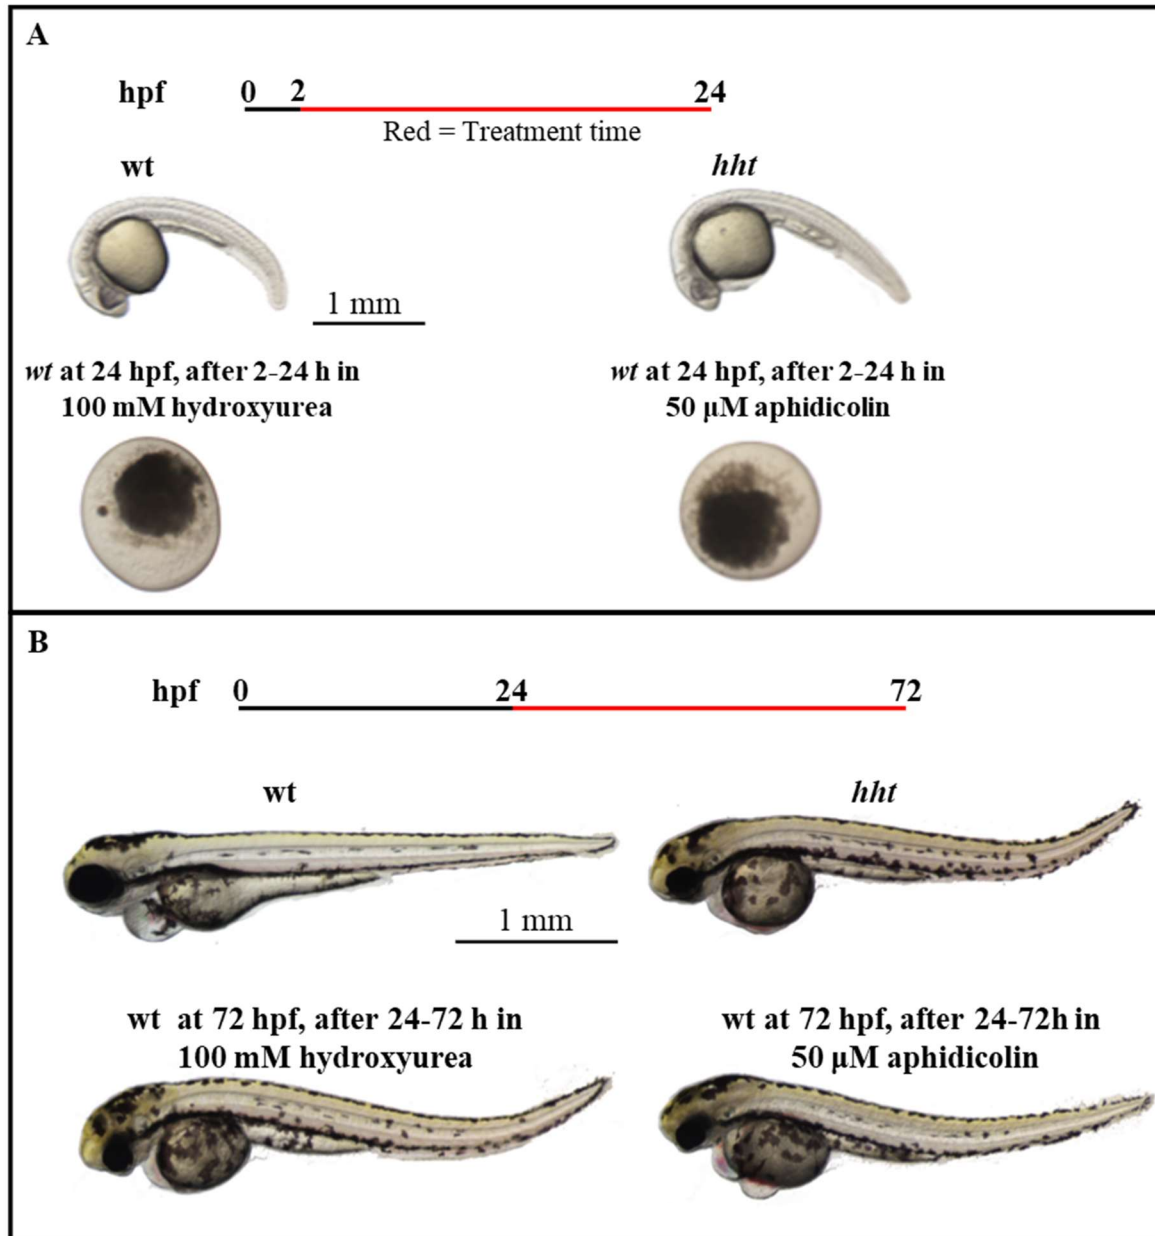 A
hpf 0 2 24
Red = Treatment time
wt hht
1 mm
wt at 24 hpf, after 2-24 h in
100 mM hydroxyurea
wt at 24 hpf, after 2-24 h in
50 µM aphidicolin
B
hpf 0 24 72
wt hht
1 mm
wt at 72 hpf, after 24-72 h in
100 mM hydroxyurea
wt at 72 hpf, after 24-72h in
50 µM aphidicolin